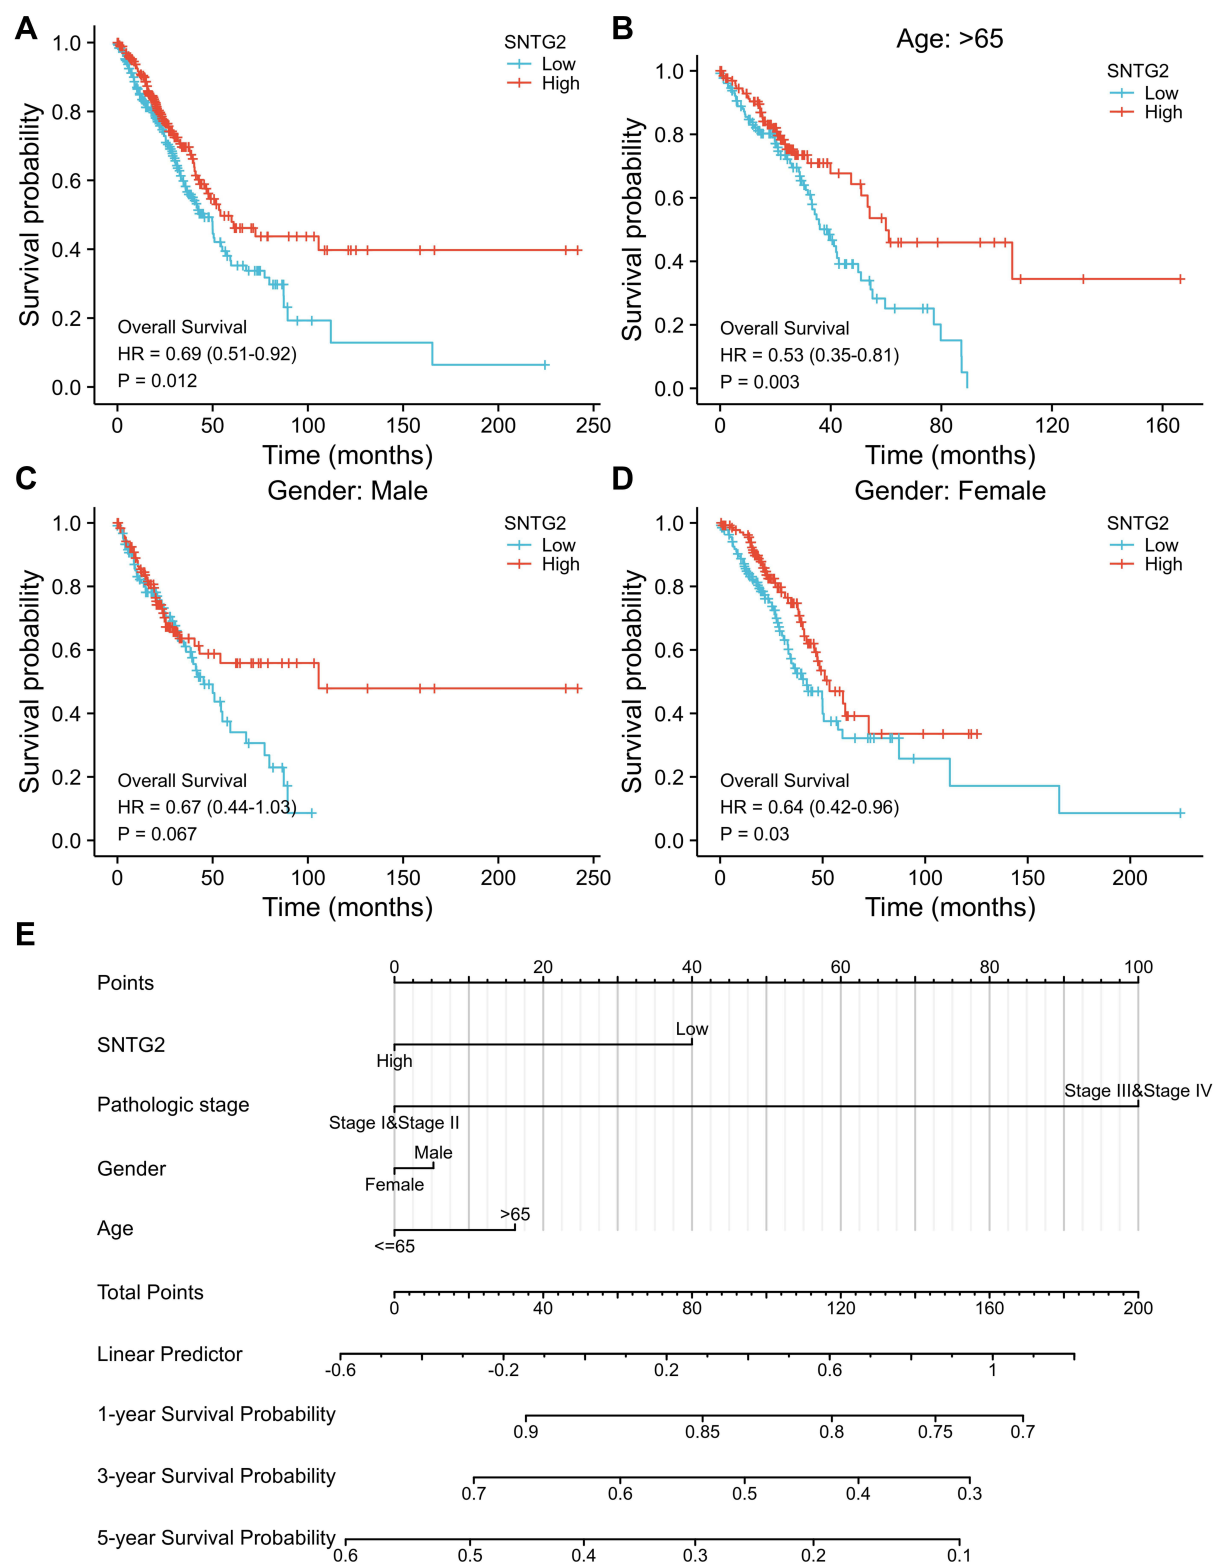 A
SNTG2
Low
High
Survival probability
1.0
0.8
0.6
0.4
0.2
0.0
Overall Survival
HR = 0.69 (0.51-0.92)
P = 0.012
0 50 100 150 200 250
Time (months)
B
Age: >65
SNTG2
Low
High
Survival probability
1.0
0.8
0.6
0.4
0.2
0.0
Overall Survival
HR = 0.53 (0.35-0.81)
P = 0.003
0 40 80 120 160
Time (months)
C
Gender: Male
SNTG2
Low
High
Survival probability
1.0
0.8
0.6
0.4
0.2
0.0
Overall Survival
HR = 0.67 (0.44-1.03)
P = 0.067
0 50 100 150 200 250
Time (months)
D
Gender: Female
SNTG2
Low
High
Survival probability
1.0
0.8
0.6
0.4
0.2
0.0
Overall Survival
HR = 0.64 (0.42-0.96)
P = 0.03
0 50 100 150 200
Time (months)
E
0 20 40 60 80 100
Points
Low
SNTG2
High
Stage III&Stage IV
Pathologic stage
Stage I&Stage II
Male
Gender
Female
>65
Age
<=65
Total Points
0 40 80 120 160 200
Linear Predictor
-0.6 -0.2 0.2 0.6 1
1-year Survival Probability
0.9 0.85 0.8 0.75 0.7
3-year Survival Probability
0.7 0.6 0.5 0.4 0.3
5-year Survival Probability
0.6 0.5 0.4 0.3 0.2 0.1